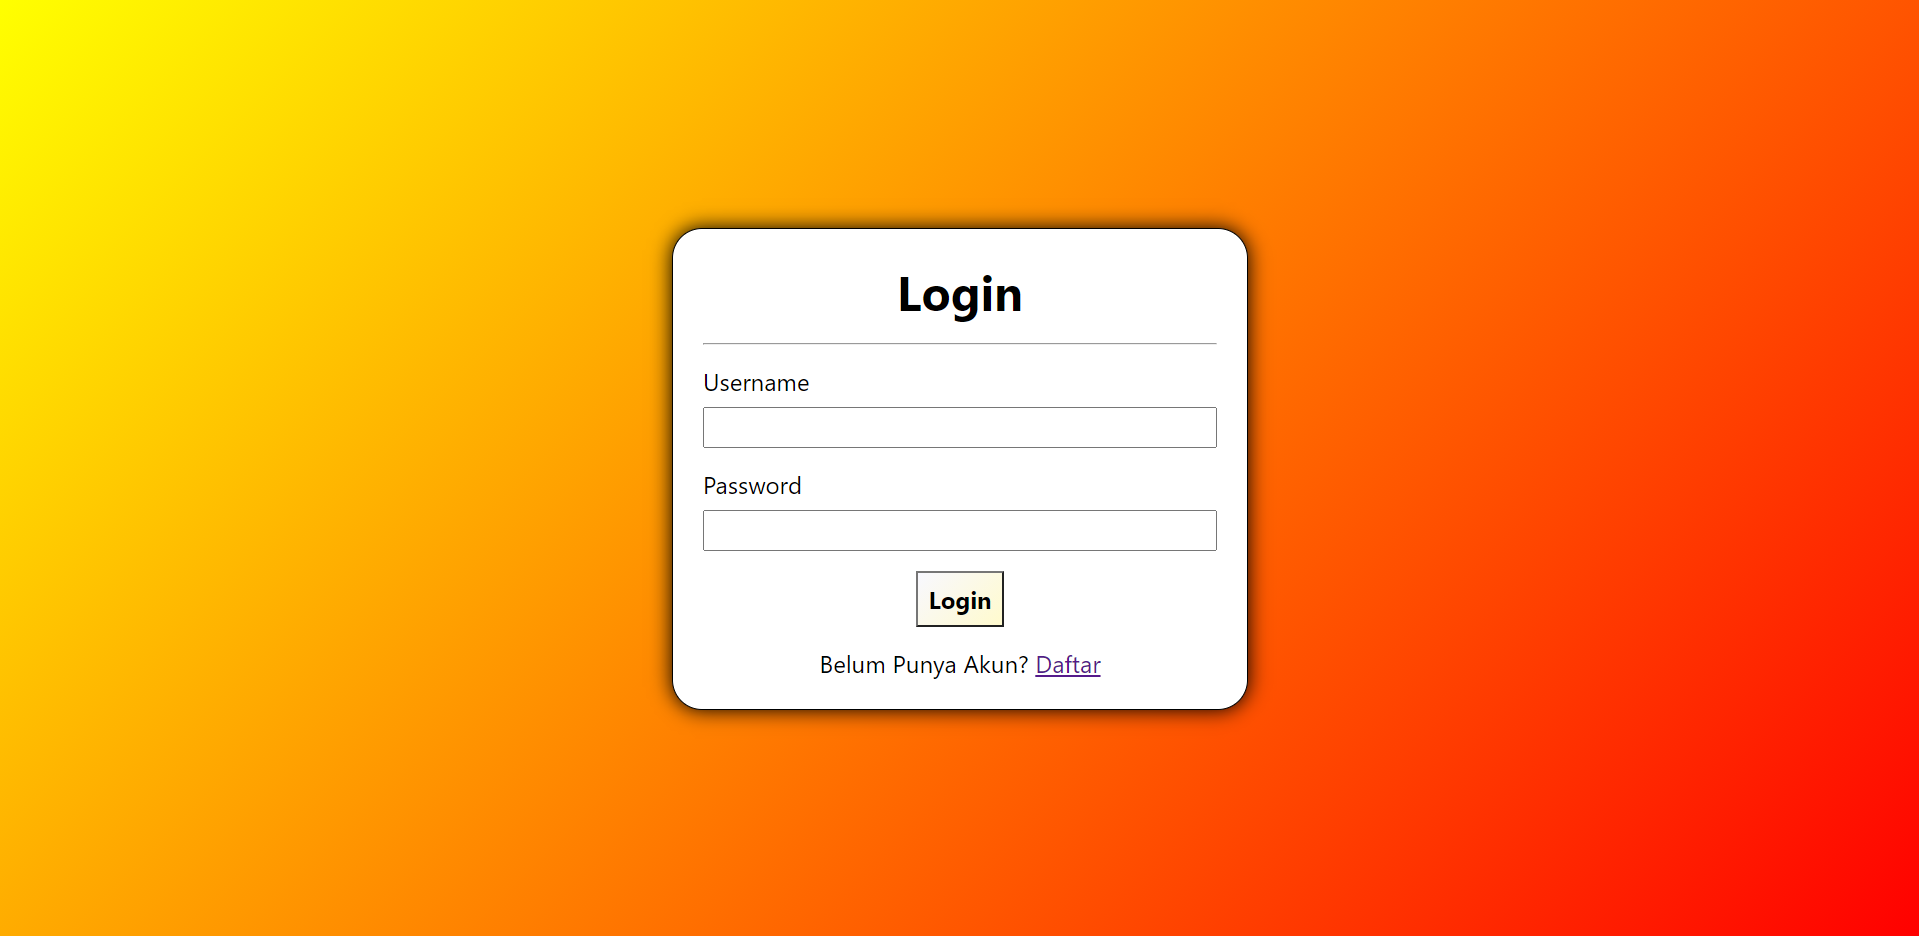 Login
Username
Password
Login
Belum Punya Akun? Daftar